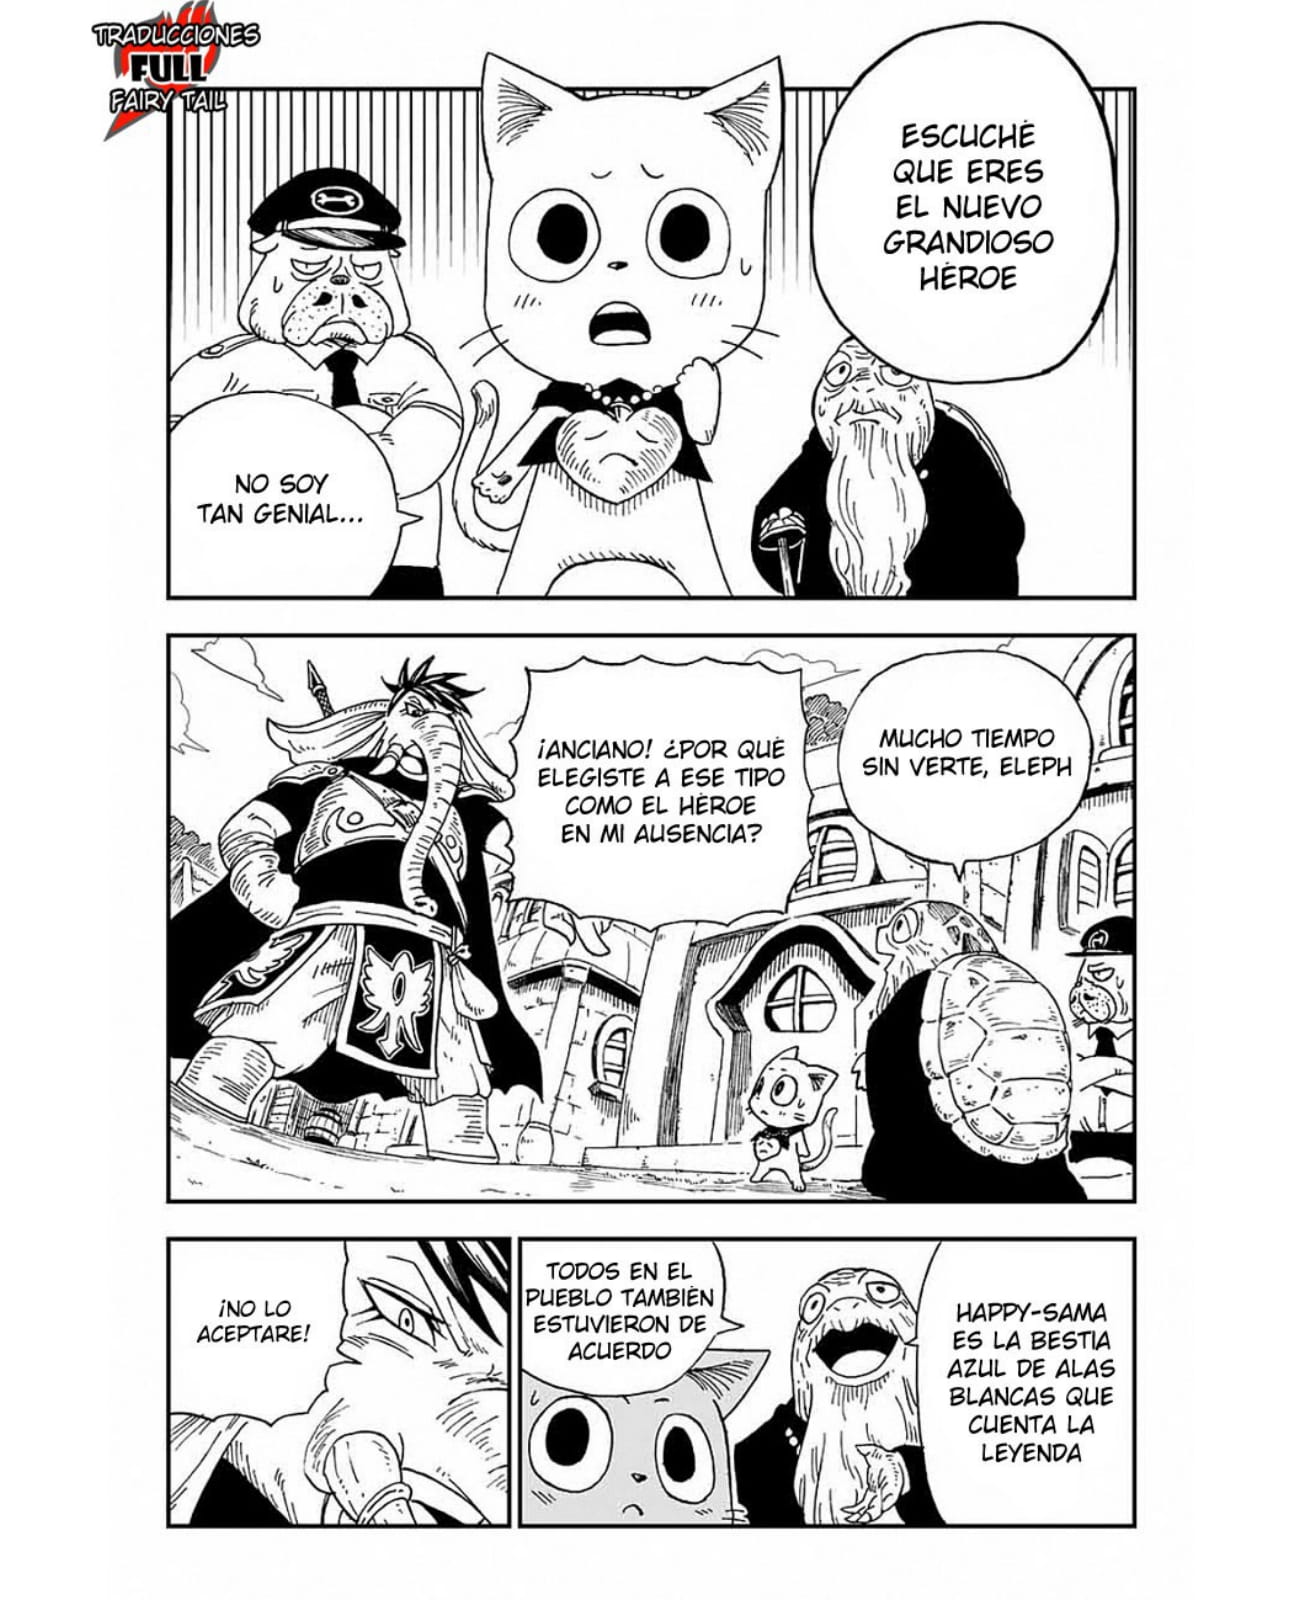 TRADUCCIONES
FULL
FAIRY TAIL
ESCUCHÉ
QUE ERES
EL NUEVO
GRANDIOSO
HÉROE
NO SOY
TAN GENIAL...
MUCHO TIEMPO
SIN VERTE, ELEPH
¡ANCIANO! ¿POR QUÉ
ELEGISTE A ESE TIPO
COMO EL HÉROE
EN MI AUSENCIA?
HAPPY-SAMA
ES LA BESTIA
AZUL DE ALAS
BLANCAS QUE
CUENTA LA
LEYENDA
TODOS EN EL
PUEBLO TAMBIÉN
ESTUVIERON DE
ACUERDO
¡NO LO
ACEPTARE!